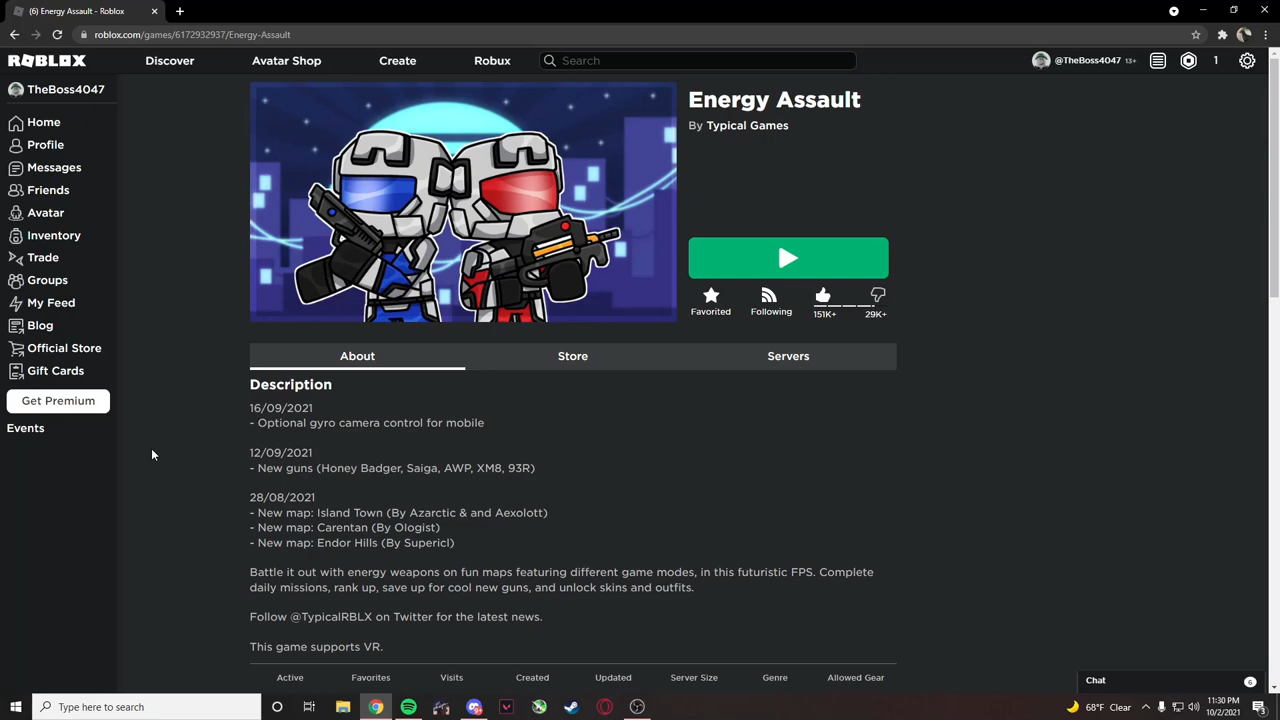 (6) Energy Assault - Roblox
roblox.com/games/6172932937/Energy-Assault
ROBLOX
Discover
Avatar Shop
Create
Robux
Search
@TheBoss4047 13+
1
TheBoss4047
Home
Profile
Messages
Friends
Avatar
Inventory
Trade
Groups
My Feed
Blog
Official Store
Gift Cards
Get Premium
Events
Energy Assault
By Typical Games
Favorited
Following
151K+
29K+
About
Store
Servers
Description
16/09/2021
- Optional gyro camera control for mobile
12/09/2021
- New guns (Honey Badger, Saiga, AWP, XM8, 93R)
28/08/2021
- New map: Island Town (By Azarctic & and Aexolott)
- New map: Carentan (By Ologist)
- New map: Endor Hills (By Supericl)
Battle it out with energy weapons on fun maps featuring different game modes, in this futuristic FPS. Complete
daily missions, rank up, save up for cool new guns, and unlock skins and outfits.
Follow @TypicalRBLX on Twitter for the latest news.
This game supports VR.
Active
Favorites
Visits
Created
Updated
Server Size
Genre
Allowed Gear
Chat
6
Type here to search
68°F Clear
11:30 PM
10/2/2021